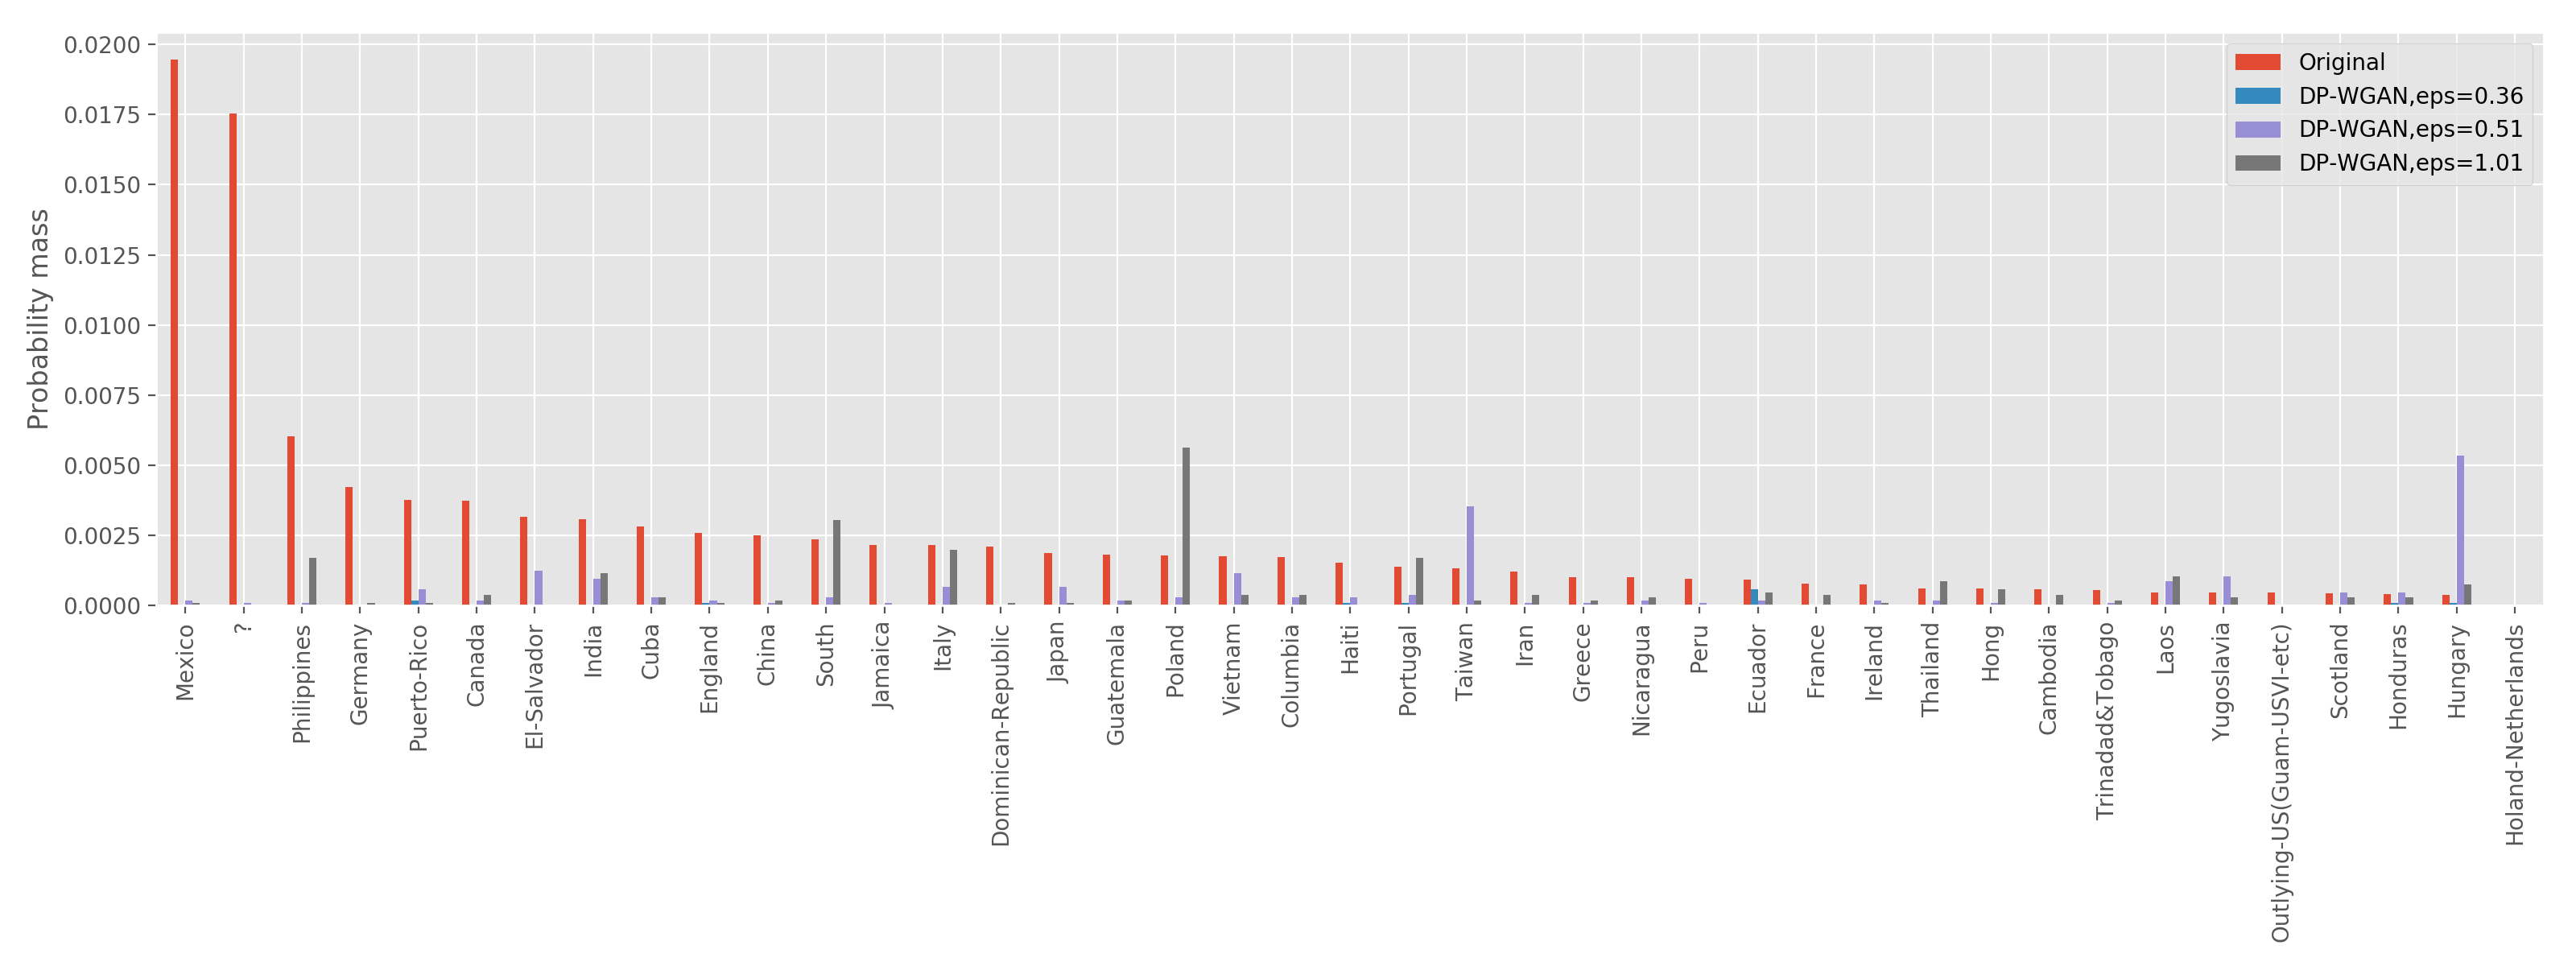 0.0200
0.0175
0.0150
0.0125
0.0100
0.0075
0.0050
0.0025
0.0000
Probability mass
Original
DP-WGAN,eps=0.36
DP-WGAN,eps=0.51
DP-WGAN,eps=1.01
Mexico
?
Philippines
Germany
Puerto-Rico
Canada
El-Salvador
India
Cuba
England
China
South
Jamaica
Italy
Dominican-Republic
Japan
Guatemala
Poland
Vietnam
Columbia
Haiti
Portugal
Taiwan
Iran
Greece
Nicaragua
Peru
Ecuador
France
Ireland
Thailand
Hong
Cambodia
Trinadad&Tobago
Laos
Yugoslavia
Outlying-US(Guam-USVI-etc)
Scotland
Honduras
Hungary
Holand-Netherlands